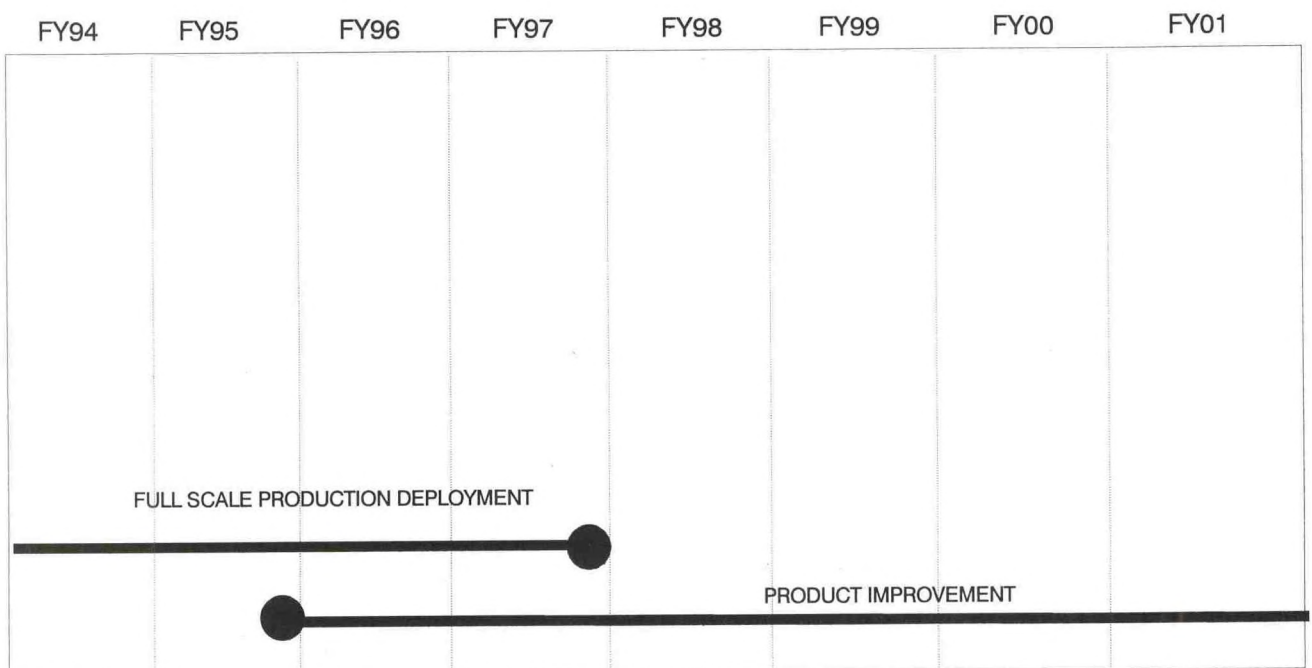 FY94 FY95 FY96 FY97 FY98 FY99 FY00 FY01
FULL SCALE PRODUCTION DEPLOYMENT
PRODUCT IMPROVEMENT